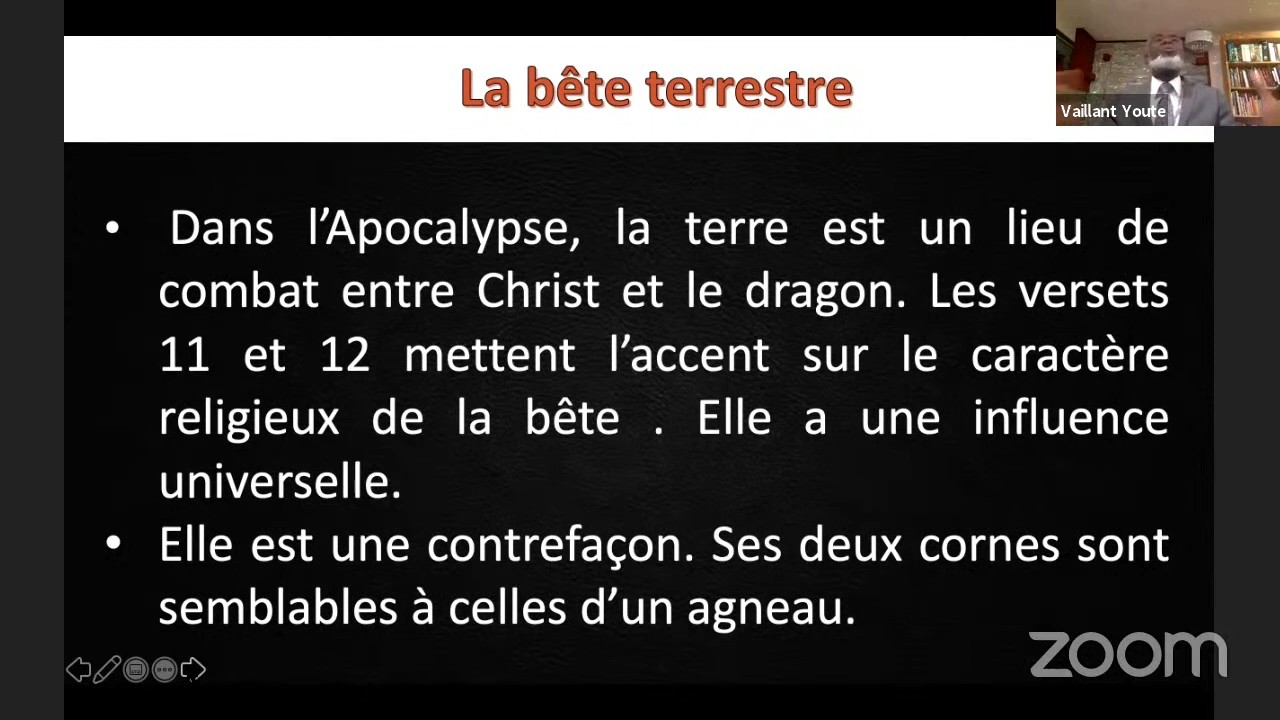 La bête terrestre
Vaillant Youte
• Dans l’Apocalypse, la terre est un lieu de
combat entre Christ et le dragon. Les versets
11 et 12 mettent l’accent sur le caractère
religieux de la bête . Elle a une influence
universelle.
• Elle est une contrefaçon. Ses deux cornes sont
semblables à celles d’un agneau.
zoom